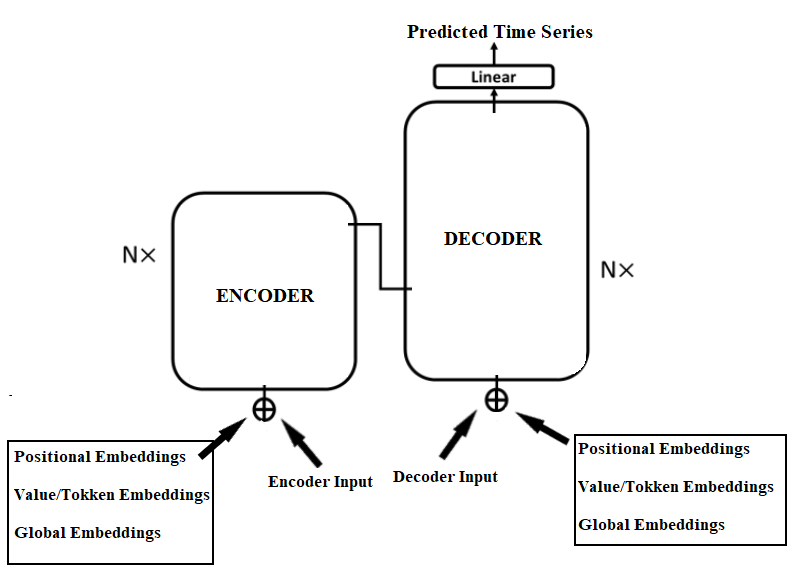 Predicted Time Series
Linear
DECODER
N×
ENCODER
N×
Positional Embeddings
Value/Tokken Embeddings
Global Embeddings
Encoder Input
Decoder Input
Positional Embeddings
Value/Tokken Embeddings
Global Embeddings